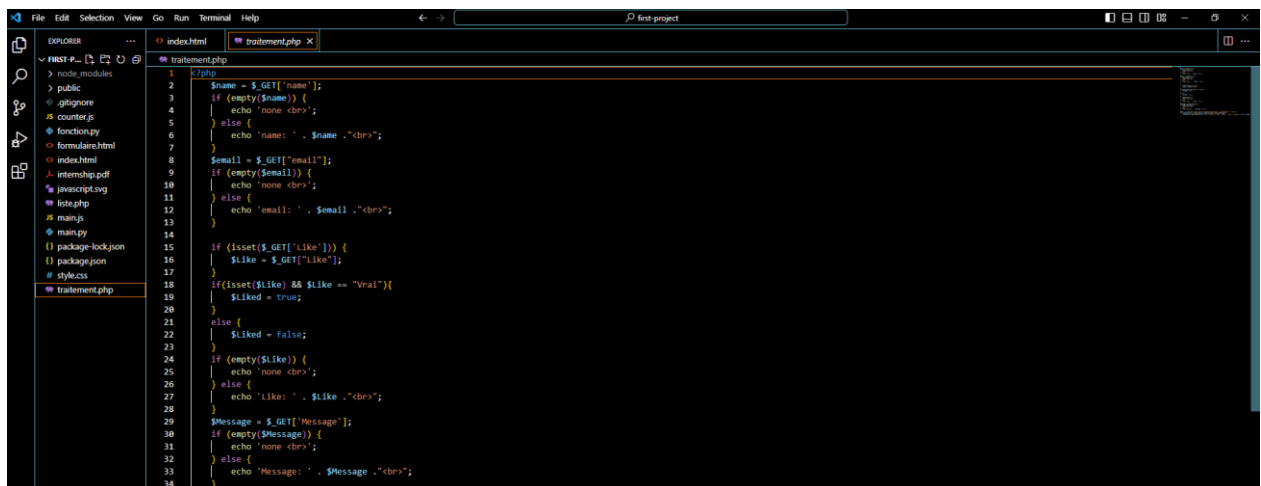 File Edit Selection View Go Run Terminal Help
first-project
EXPLORER
index.html
traitement.php
FIRST-P...
traitement.php
node_modules
public
.gitignore
JS counter.js
fonction.py
formulaire.html
index.html
internship.pdf
javascript.svg
liste.php
JS main.js
main.py
{} package-lock.json
{} package.json
# style.css
traitement.php
1 <?php
2 $name = $_GET['name'];
3 if (empty($name)) {
4 echo 'none <br>';
5 } else {
6 echo 'name: ' . $name ."<br>";
7 }
8 $email = $_GET["email"];
9 if (empty($email)) {
10 echo 'none <br>';
11 } else {
12 echo 'email: ' . $email ."<br>";
13 }
14
15 if (isset($_GET['Like'])) {
16 $Like = $_GET["Like"];
17 }
18 if(isset($Like) && $Like == "Vrai"){
19 $Liked = true;
20 }
21 else {
22 $Liked = false;
23 }
24 if (empty($Like)) {
25 echo 'none <br>';
26 } else {
27 echo 'Like: ' . $Like ."<br>";
28 }
29 $Message = $_GET['Message'];
30 if (empty($Message)) {
31 echo 'none <br>';
32 } else {
33 echo 'Message: ' . $Message ."<br>";
34 }